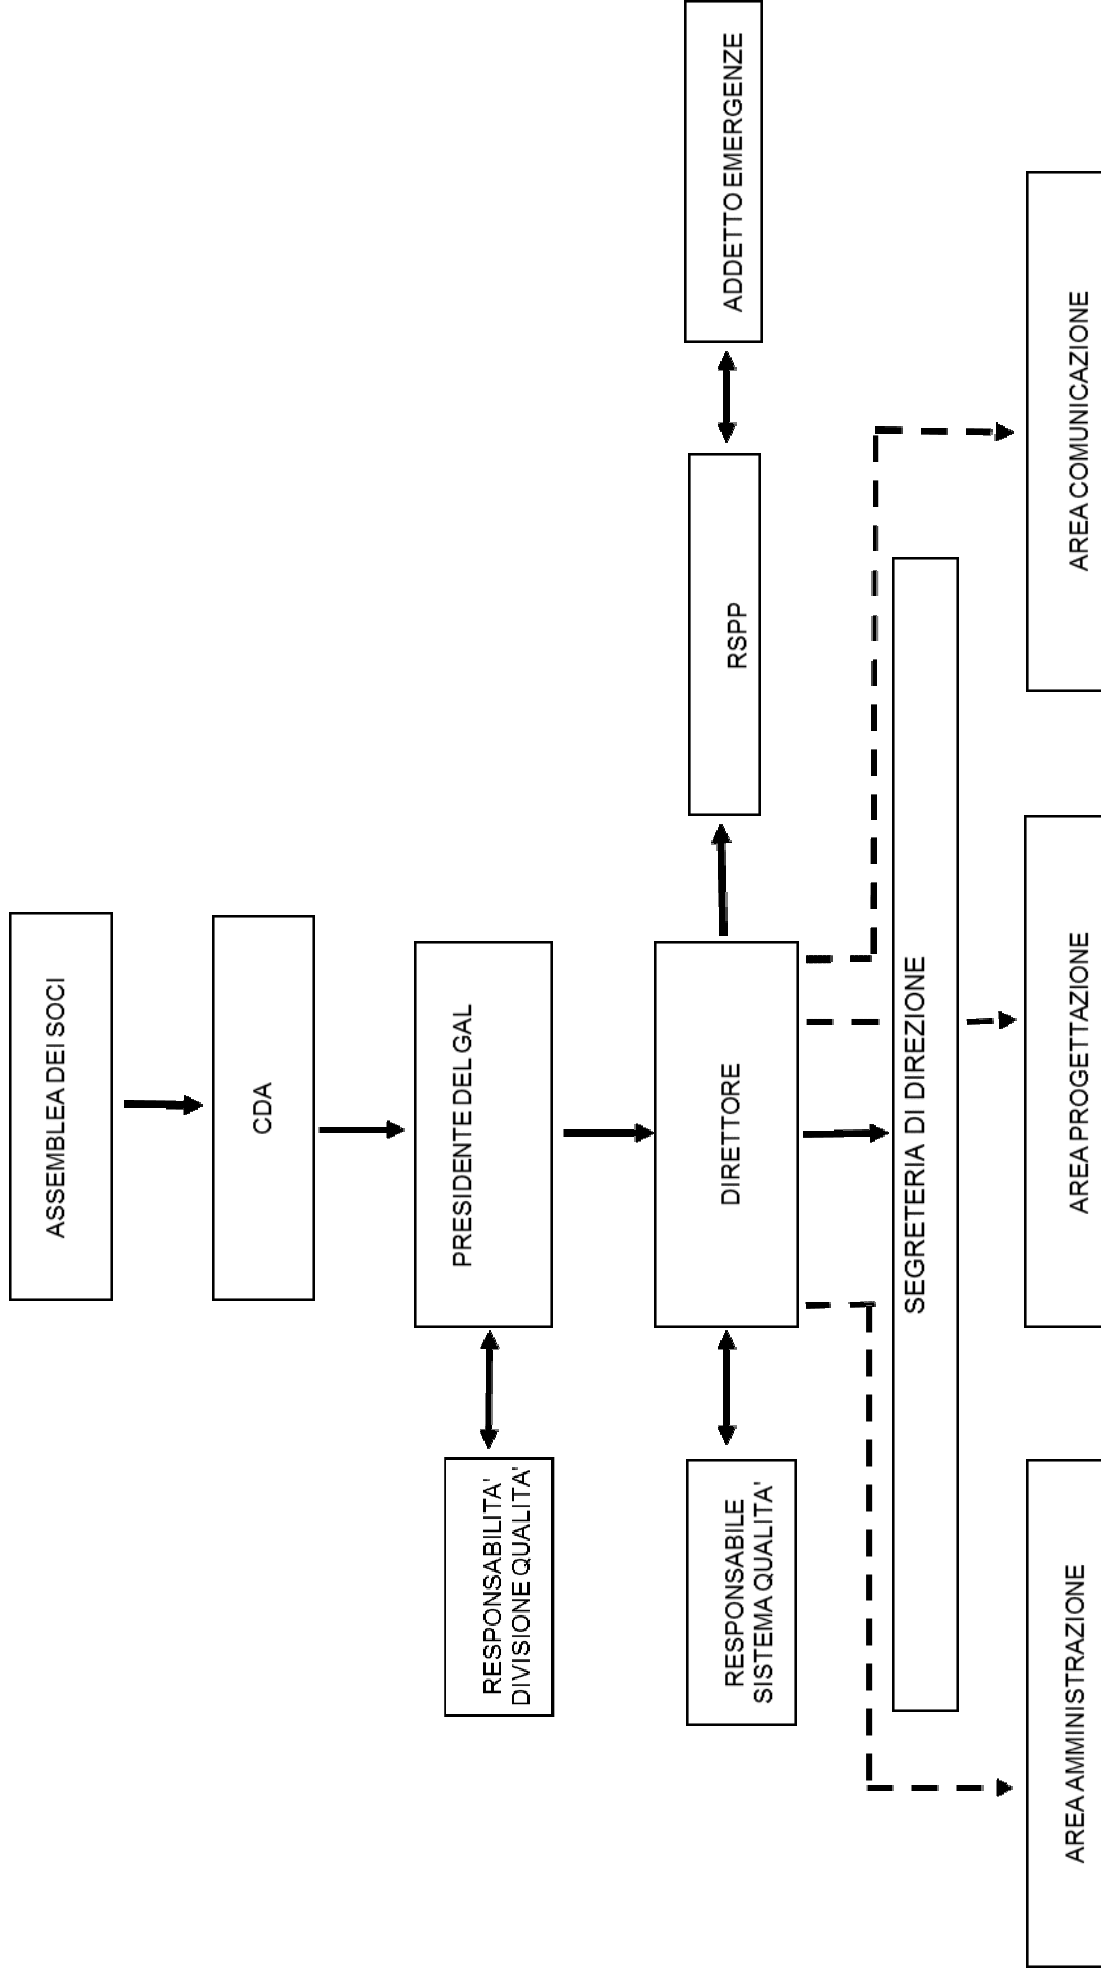 ASSEMBLEA DEI SOCI
CDA
RESPONSABILITA'
DIVISIONE QUALITA'
PRESIDENTE DEL GAL
RESPONSABILE
SISTEMA QUALITA'
DIRETTORE
RSPP
ADDETTO EMERGENZE
SEGRETERIA DI DIREZIONE
AREA AMMINISTRAZIONE
AREA PROGETTAZIONE
AREA COMUNICAZIONE